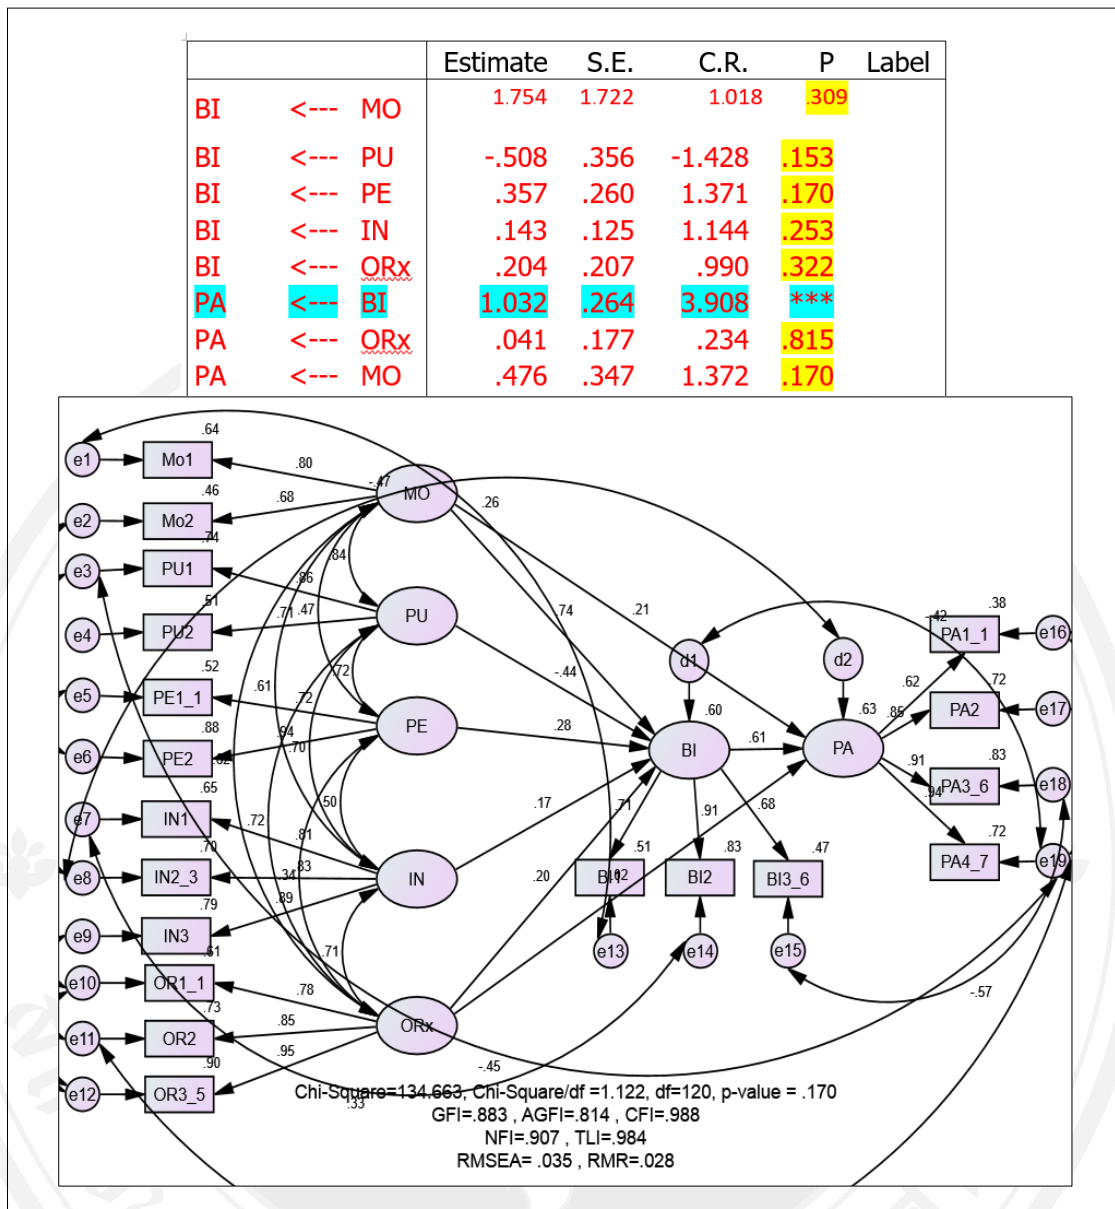 Estimate S.E. C.R. P Label
BI <--- MO 1.754 1.722 1.018 .309
BI <--- PU -.508 .356 -1.428 .153
BI <--- PE .357 .260 1.371 .170
BI <--- IN .143 .125 1.144 .253
BI <--- ORx .204 .207 .990 .322
PA <--- BI 1.032 .264 3.908 ***
PA <--- ORx .041 .177 .234 .815
PA <--- MO .476 .347 1.372 .170
.64
e1 Mo1 .80 -.47 MO .26
.46
e2 Mo2 .68
.74
e3 PU1 .86 .84
.51
e4 PU2 .71 .47 PU .74 .21
.52
e5 PE1_1 .61 .72 .72 -.44
.88
e6 PE2 .94 .70 PE .28
.62
.65
e7 IN1 .72 .81 .50 .17
.70
e8 IN2_3 .34 .83 IN .20
.79
e9 IN3 .89
.61
e10 OR1_1 .78 .71
.73
e11 OR2 .85 ORx
.90
e12 OR3_5 .95 -.45
.33
d1 d2 -.42
.60 .63
BI .61 PA
.71 .91 .68
.51 .83 .47
BI1 .02 BI2 BI3_6
e13 e14 e15
-.57
.38
.62 PA1_1 e16
.72
.85 PA2 e17
.83
.91 PA3_6 e18
.94 .72
PA4_7 e19
Chi-Square=134.663, Chi-Square/df =1.122, df=120, p-value = .170
GFI=.883 , AGFI=.814 , CFI=.988
NFI=.907 , TLI=.984
RMSEA= .035 , RMR=.028